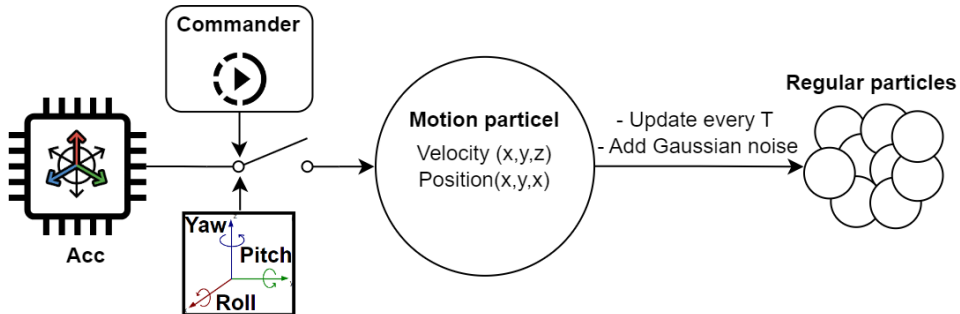 Commander
Acc
Yaw
Pitch
Roll
Motion particel
Velocity (x,y,z)
Position(x,y,x)
- Update every T
- Add Gaussian noise
Regular particles